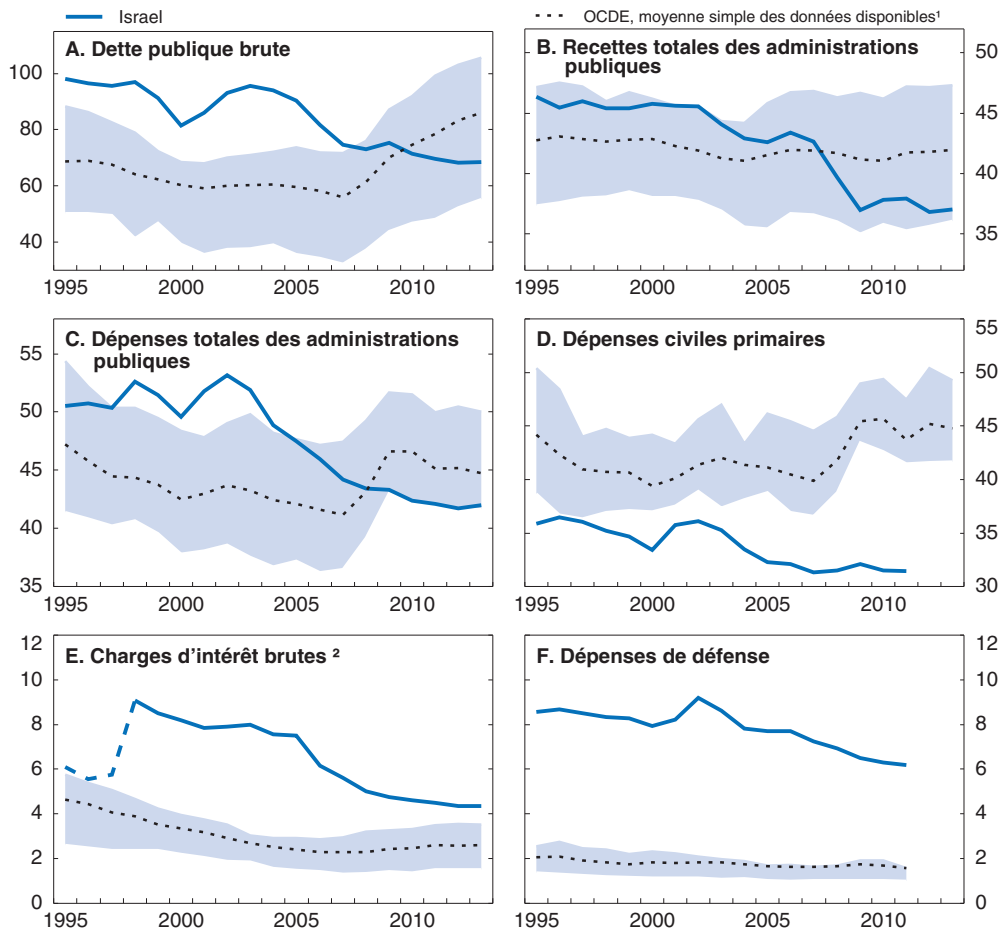 Israel
OCDE, moyenne simple des données disponibles¹
A. Dette publique brute
100
80
60
40
1995 2000 2005 2010
B. Recettes totales des administrations
publiques
50
45
40
35
1995 2000 2005 2010
C. Dépenses totales des administrations
publiques
55
50
45
40
35
1995 2000 2005 2010
D. Dépenses civiles primaires
55
50
45
40
35
30
1995 2000 2005 2010
E. Charges d'intérêt brutes ²
12
10
8
6
4
2
0
1995 2000 2005 2010
F. Dépenses de défense
12
10
8
6
4
2
0
1995 2000 2005 2010